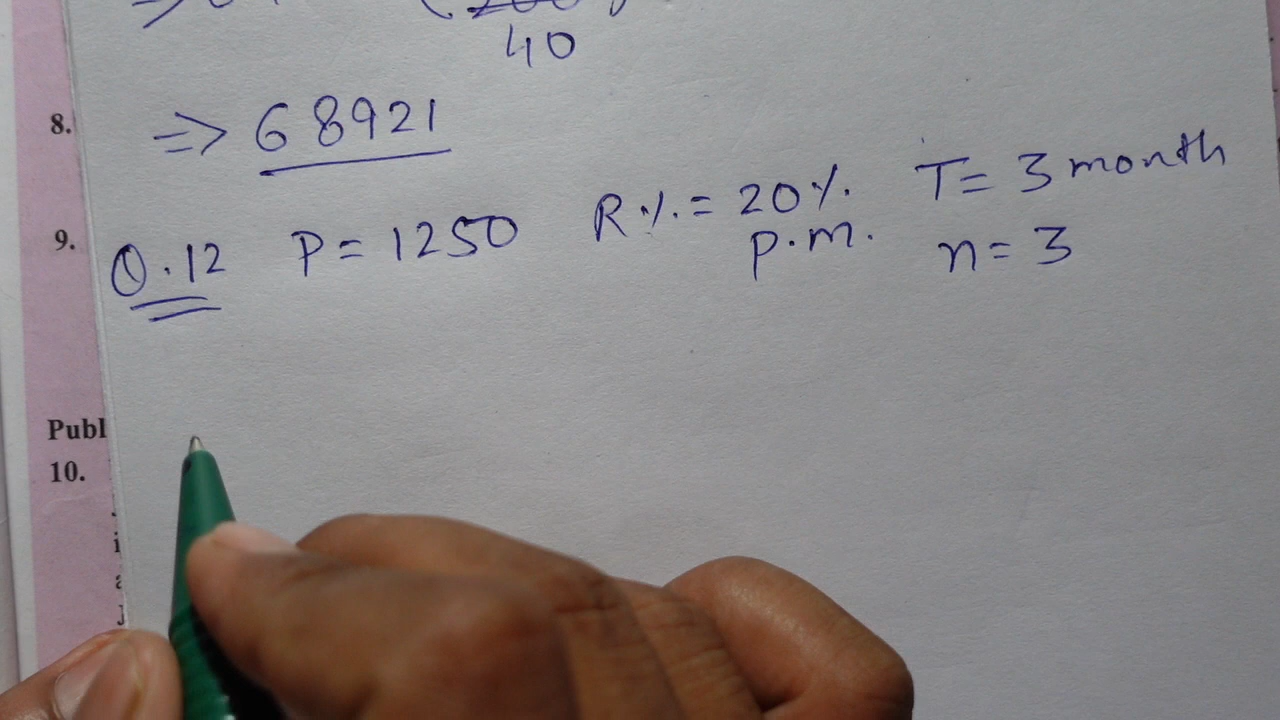 40
8.
=> 68921
9.
Q.12 P = 1250 R%.= 20%. T= 3 month
p.m. n= 3
Publ
10.